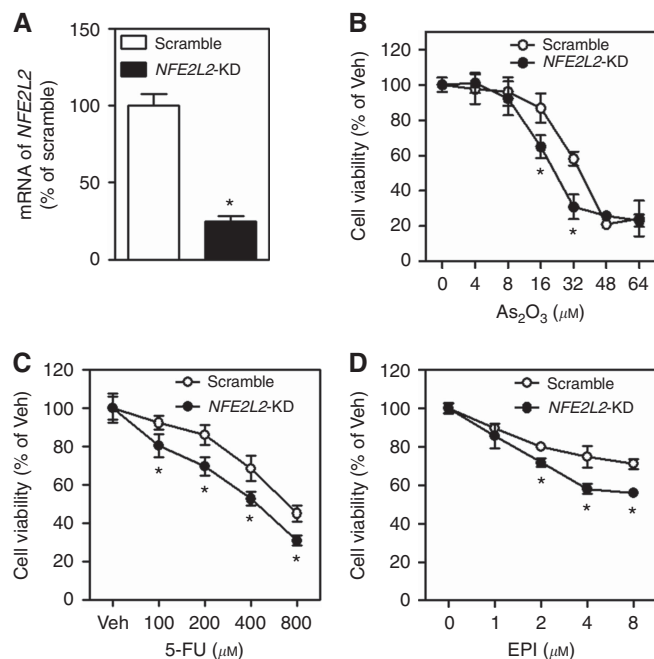 A
mRNA of NFE2L2
(% of scramble)
150
100
50
0
Scramble
NFE2L2-KD
*
B
Cell viability (% of Veh)
120
100
80
60
40
20
0
Scramble
NFE2L2-KD
*
*
0 4 8 16 32 48 64
As₂O₃ (μM)
C
Cell viability (% of Veh)
120
100
80
60
40
20
0
Scramble
NFE2L2-KD
*
*
*
*
Veh 100 200 400 800
5-FU (μM)
D
Cell viability (% of Veh)
120
100
80
60
40
20
0
Scramble
NFE2L2-KD
*
*
*
0 1 2 4 8
EPI (μM)